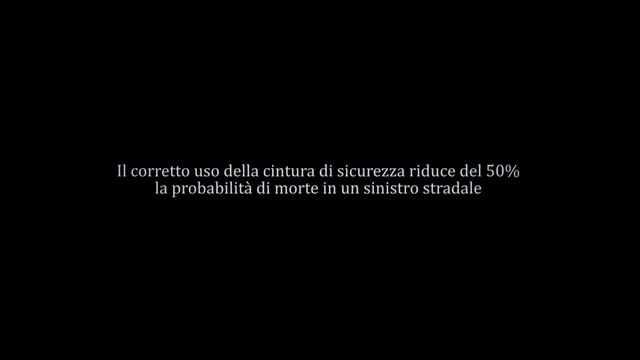 Il corretto uso della cintura di sicurezza riduce del 50%
la probabilità di morte in un sinistro stradale